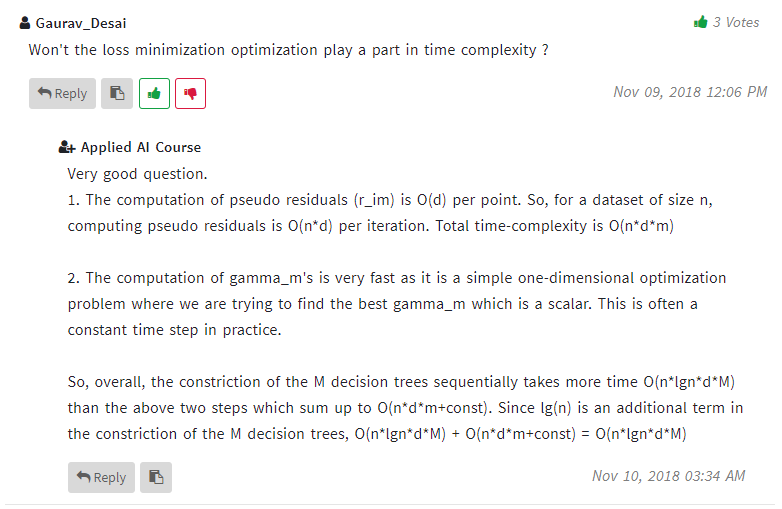 Gaurav_Desai
3 Votes
Won't the loss minimization optimization play a part in time complexity ?
Reply
Nov 09, 2018 12:06 PM
Applied AI Course
Very good question.
1. The computation of pseudo residuals (r_im) is O(d) per point. So, for a dataset of size n,
computing pseudo residuals is O(n*d) per iteration. Total time-complexity is O(n*d*m)
2. The computation of gamma_m's is very fast as it is a simple one-dimensional optimization
problem where we are trying to find the best gamma_m which is a scalar. This is often a
constant time step in practice.
So, overall, the constriction of the M decision trees sequentially takes more time O(n*lgn*d*M)
than the above two steps which sum up to O(n*d*m+const). Since lg(n) is an additional term in
the constriction of the M decision trees, O(n*lgn*d*M) + O(n*d*m+const) = O(n*lgn*d*M)
Reply
Nov 10, 2018 03:34 AM